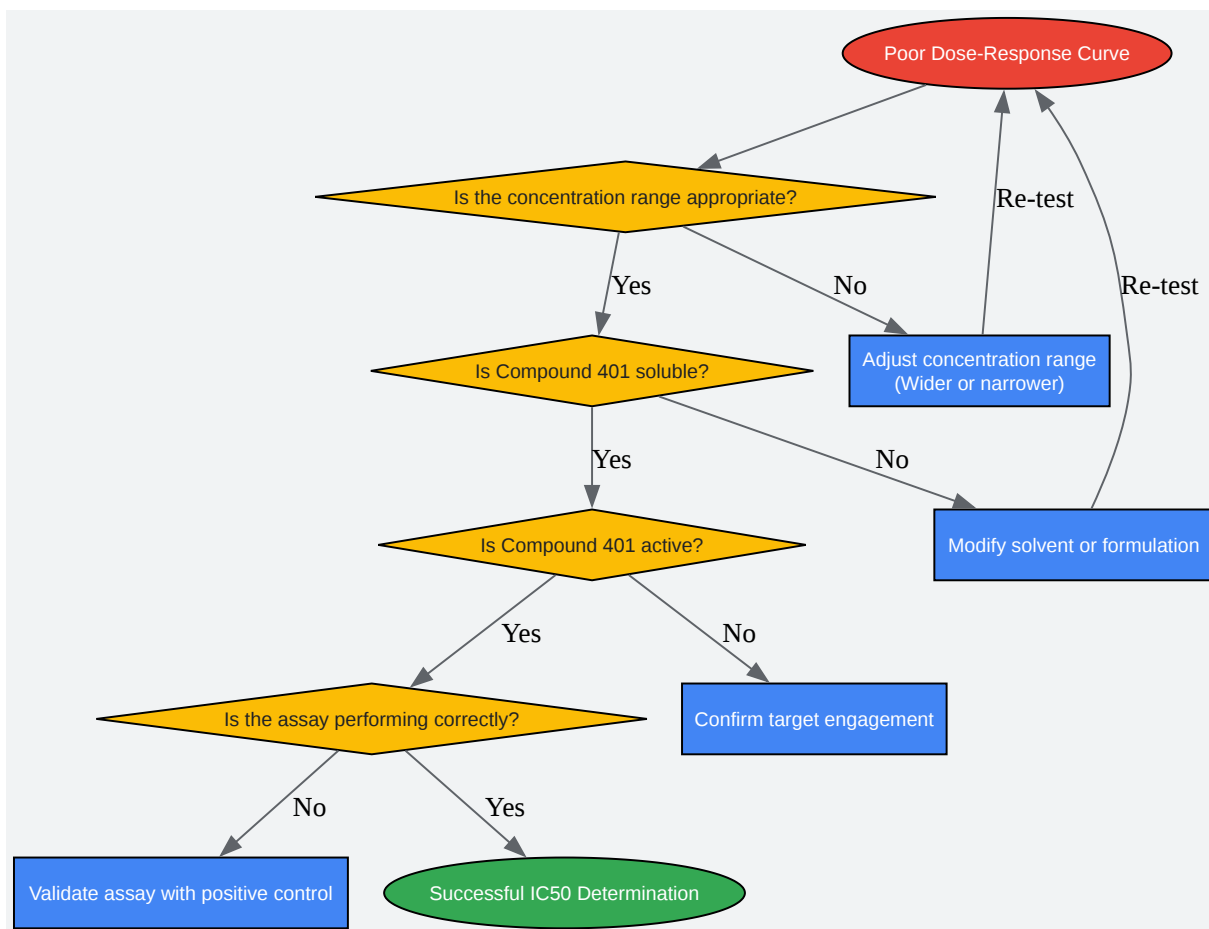 Poor Dose-Response Curve
Is the concentration range appropriate?
Re-test
Yes
No
Re-test
Adjust concentration range
(Wider or narrower)
Is Compound 401 soluble?
Yes
No
Is Compound 401 active?
Modify solvent or formulation
Yes
No
Is the assay performing correctly?
Confirm target engagement
No
Yes
Validate assay with positive control
Successful IC50 Determination